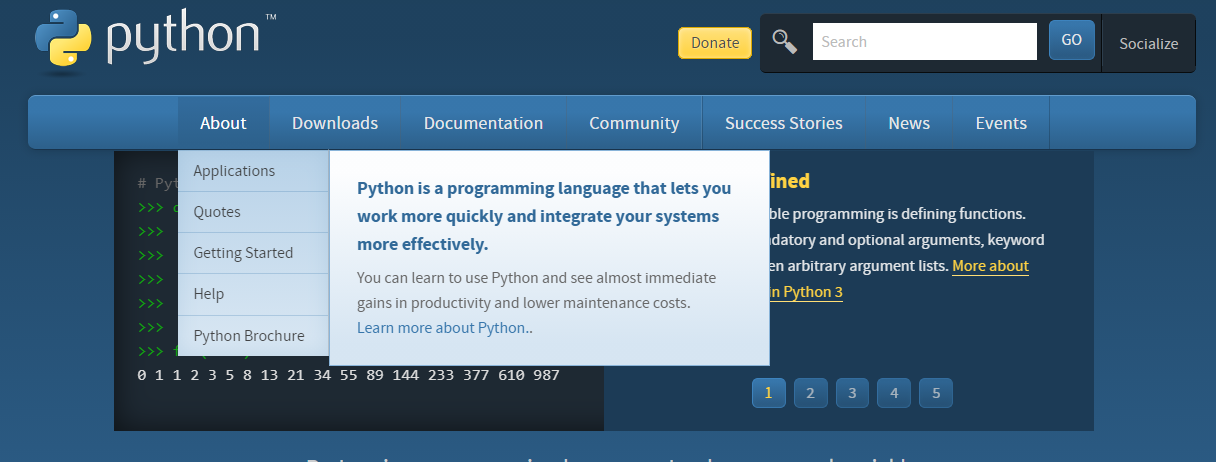 python™
Donate
Search
GO
Socialize
About
Downloads
Documentation
Community
Success Stories
News
Events
Applications
Quotes
Getting Started
Help
Python Brochure
Python is a programming language that lets you
work more quickly and integrate your systems
more effectively.
You can learn to use Python and see almost immediate
gains in productivity and lower maintenance costs.
Learn more about Python..
#
>>>
>>>
>>>
>>>
>>>
>>>
>>>
0 1 1 2 3 5 8 13 21 34 55 89 144 233 377 610 987
programming is defining functions.
and optional arguments, keyword
arbitrary argument lists. More about
in Python 3
1 2 3 4 5